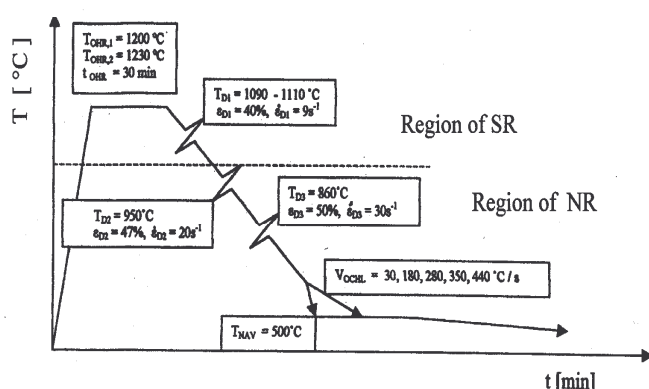 T [°C]
T_OHR,1 = 1200 °C
T_OHR,2 = 1230 °C
t_OHR = 30 min
T_D1 = 1090 - 1110 °C
ε_D1 = 40%, ε̇_D1 = 9s⁻¹
Region of SR
T_D2 = 950°C
ε_D2 = 47%, ε̇_D2 = 20s⁻¹
T_D3 = 860°C
ε_D3 = 50%, ε̇_D3 = 30s⁻¹
Region of NR
V_OCHL = 30, 180, 280, 350, 440 °C / s
T_NAV = 500°C
t [min]